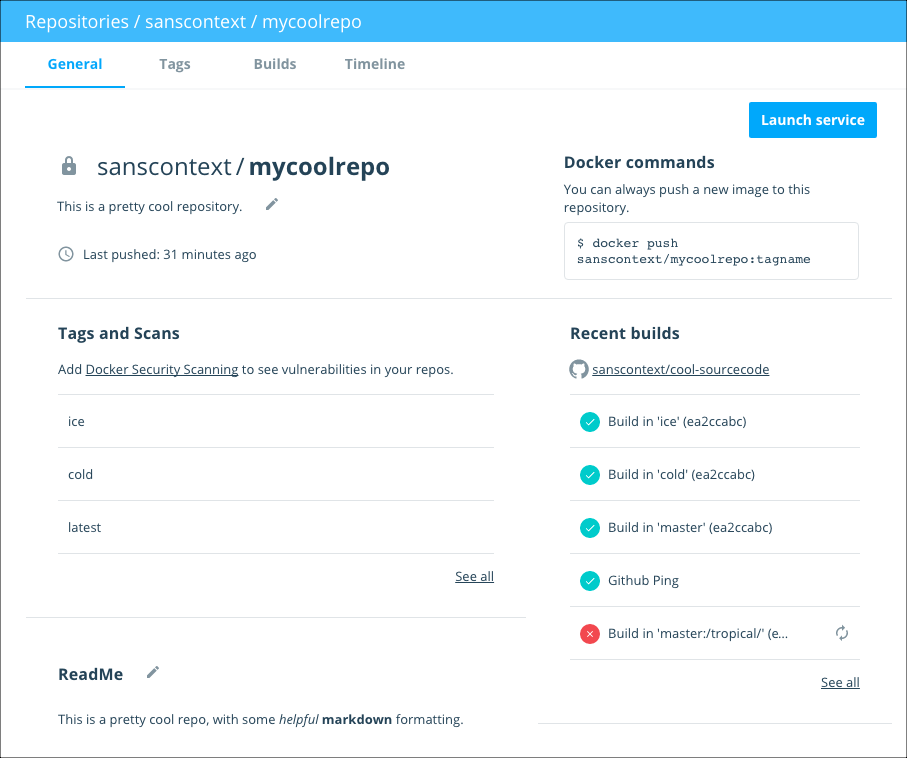 Repositories / sanscontext / mycoolrepo
General Tags Builds Timeline
Launch service
sanscontext / mycoolrepo
This is a pretty cool repository.
Last pushed: 31 minutes ago
Docker commands
You can always push a new image to this
repository.
$ docker push
sanscontext/mycoolrepo:tagname
Tags and Scans
Add Docker Security Scanning to see vulnerabilities in your repos.
ice
cold
latest
See all
Recent builds
sanscontext/cool-sourcecode
Build in 'ice' (ea2ccabc)
Build in 'cold' (ea2ccabc)
Build in 'master' (ea2ccabc)
Github Ping
Build in 'master:/tropical/' (e...
See all
ReadMe
This is a pretty cool repo, with some helpful markdown formatting.